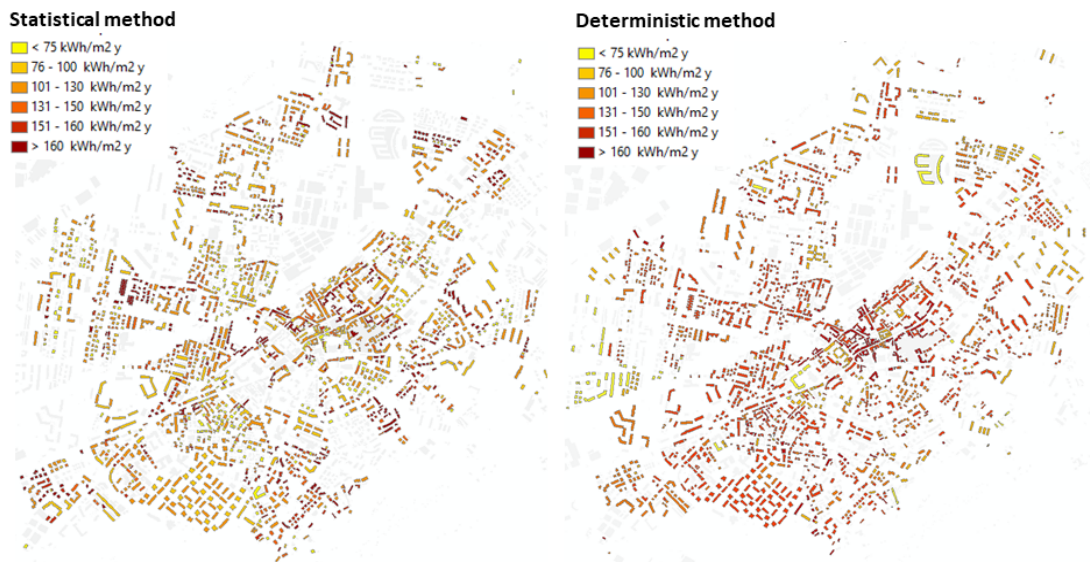 Statistical method
< 75 kWh/m2 y
76 - 100 kWh/m2 y
101 - 130 kWh/m2 y
131 - 150 kWh/m2 y
151 - 160 kWh/m2 y
> 160 kWh/m2 y
Deterministic method
< 75 kWh/m2 y
76 - 100 kWh/m2 y
101 - 130 kWh/m2 y
131 - 150 kWh/m2 y
151 - 160 kWh/m2 y
> 160 kWh/m2 y